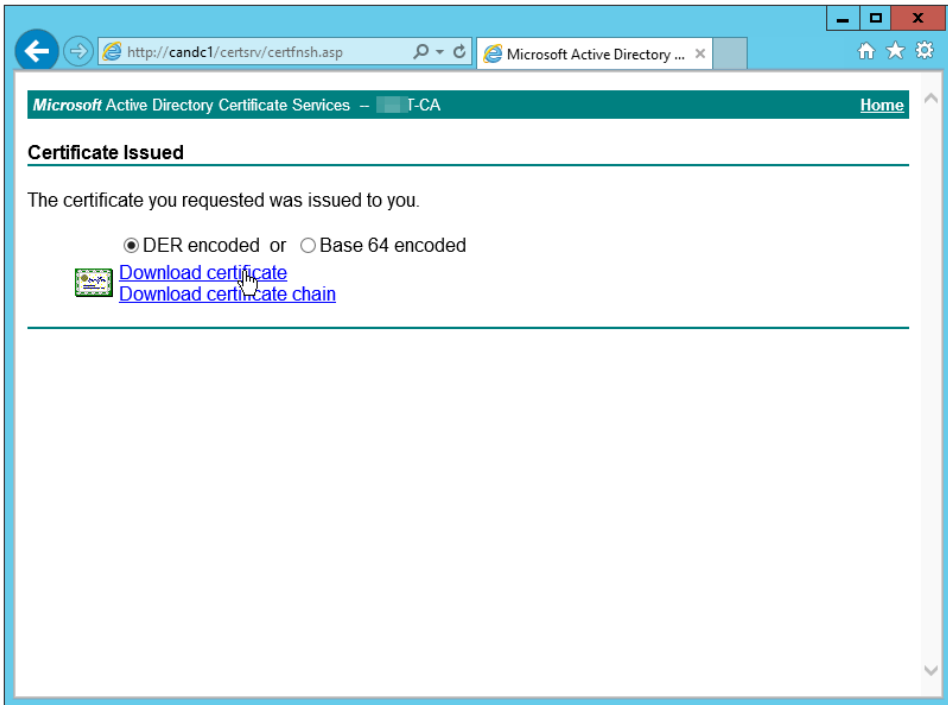 http://candc1/certsrv/certfnsh.asp
Microsoft Active Directory ...
Microsoft Active Directory Certificate Services -- T-CA
Home
Certificate Issued
The certificate you requested was issued to you.
DER encoded or Base 64 encoded
Download certificate
Download certificate chain